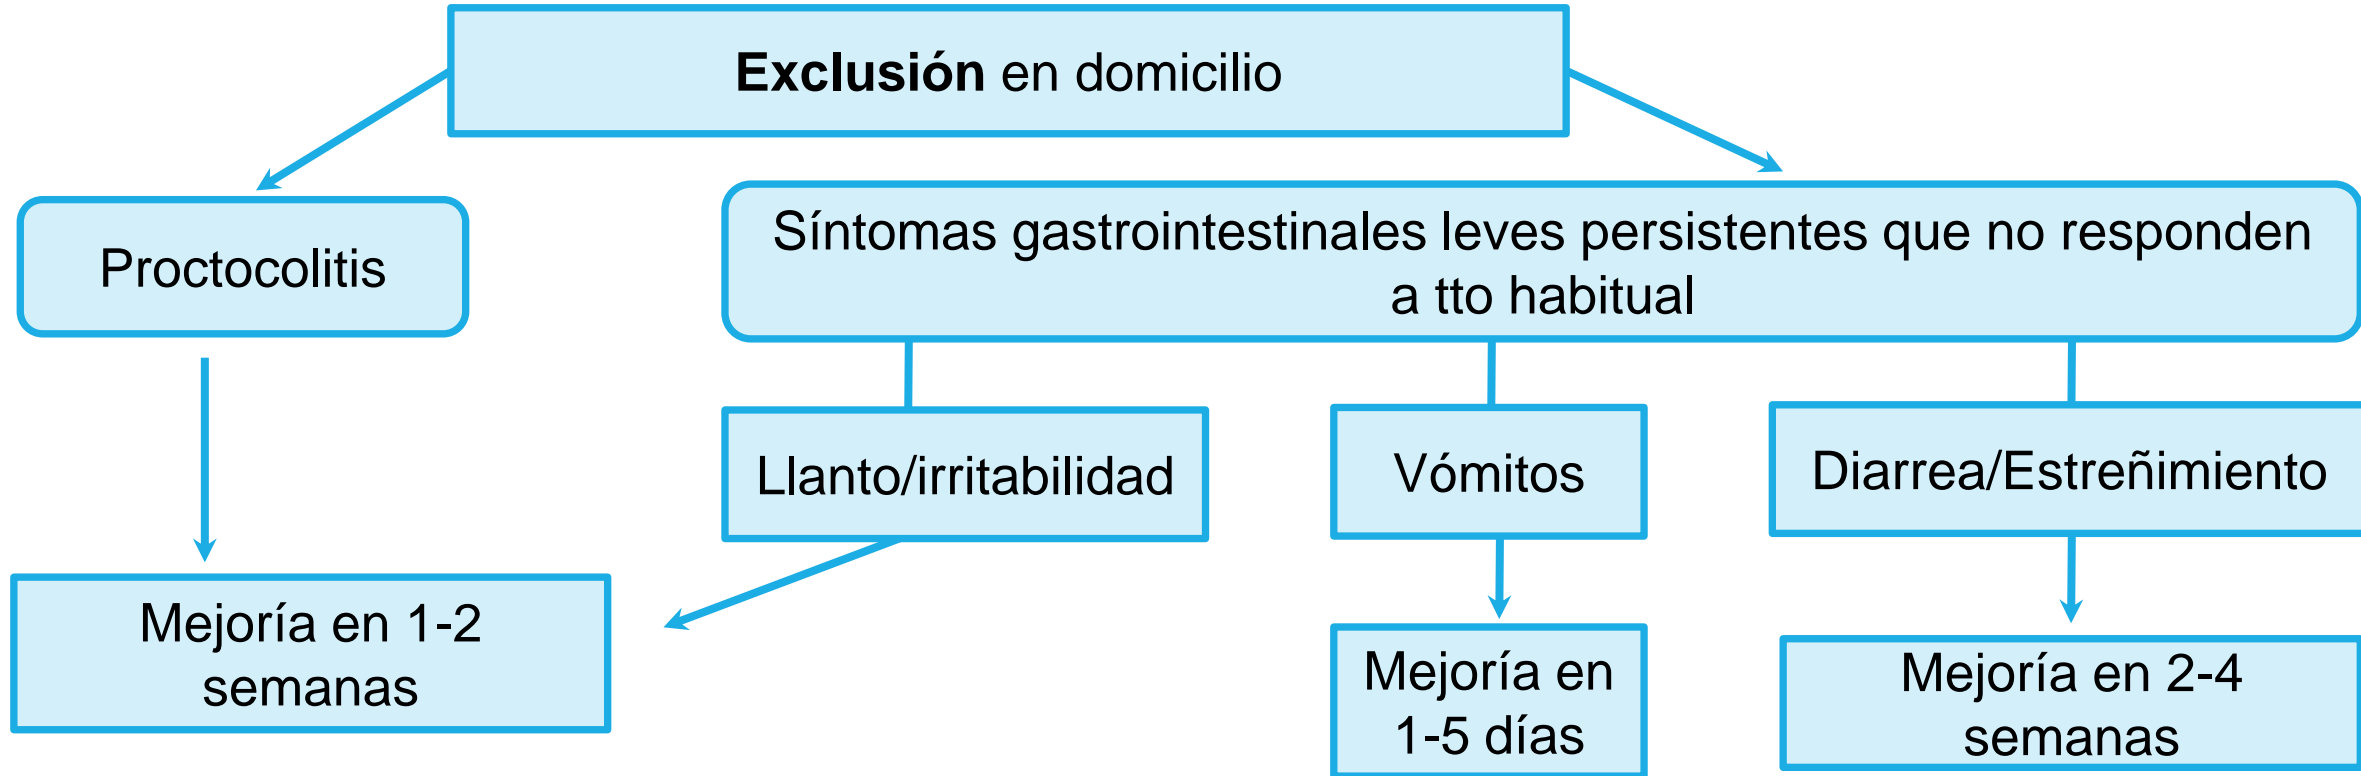 Exclusión en domicilio
Proctocolitis
Síntomas gastrointestinales leves persistentes que no responden
a tto habitual
Llanto/irritabilidad
Vómitos
Diarrea/Estreñimiento
Mejoría en 1-2
semanas
Mejoría en
1-5 días
Mejoría en 2-4
semanas